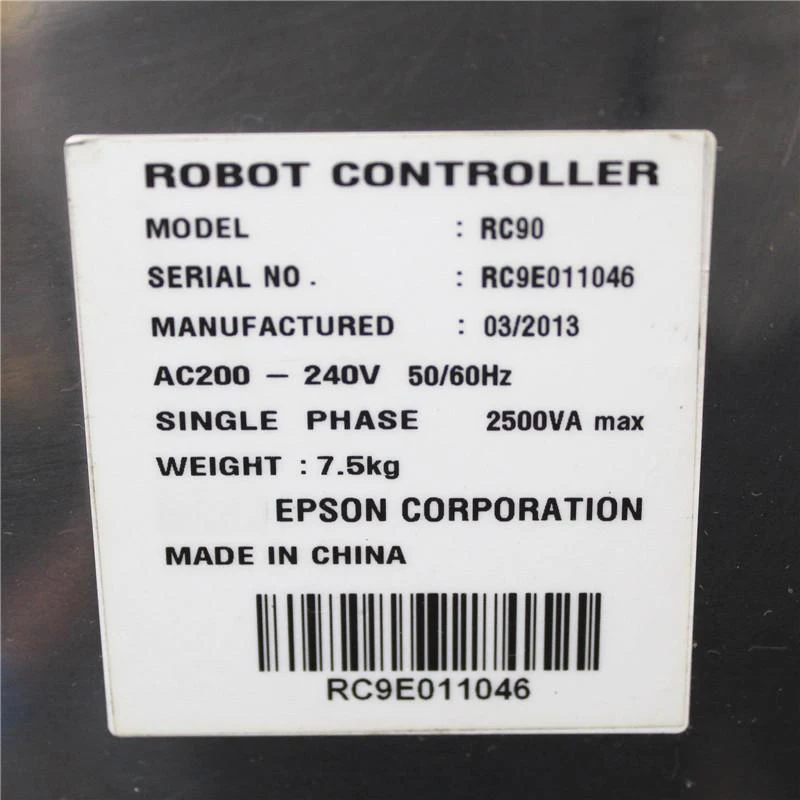 ROBOT CONTROLLER
MODEL : RC90
SERIAL NO. : RC9E011046
MANUFACTURED : 03/2013
AC200 – 240V 50/60Hz
SINGLE PHASE 2500VA max
WEIGHT : 7.5kg
EPSON CORPORATION
MADE IN CHINA
RC9E011046